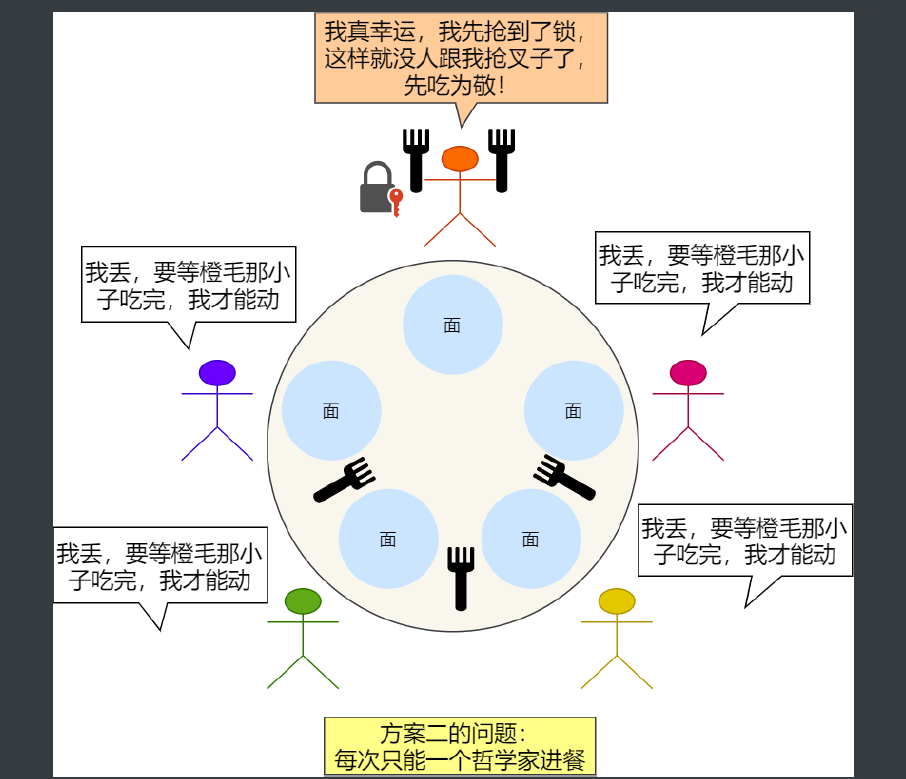 我真幸运，我先抢到了锁，
这样就没人跟我抢叉子了，
先吃为敬！
我丢，要等橙毛那小
子吃完，我才能动
我丢，要等橙毛那小
子吃完，我才能动
面
面
面
面
面
我丢，要等橙毛那小
子吃完，我才能动
我丢，要等橙毛那小
子吃完，我才能动
方案二的问题：
每次只能一个哲学家进餐